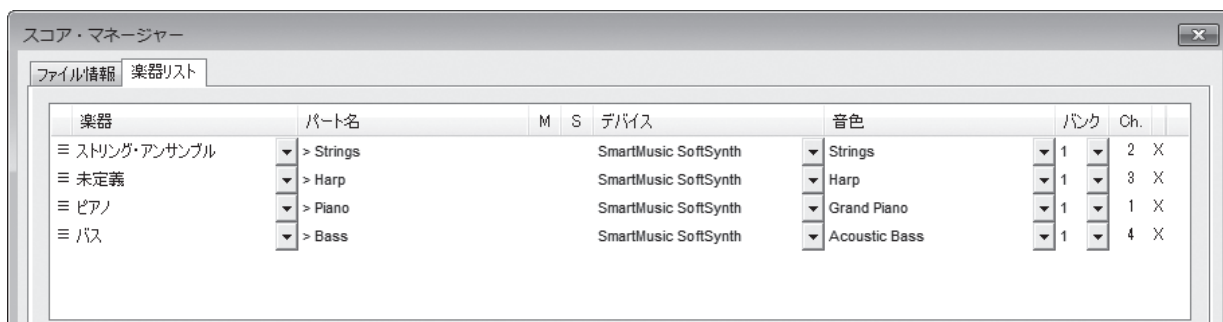 スコア・マネージャー
ファイル情報 楽器リスト
楽器 パート名 M S デバイス 音色 バンク Ch.
ストリング・アンサンブル > Strings SmartMusic SoftSynth Strings 1 2 X
未定義 > Harp SmartMusic SoftSynth Harp 1 3 X
ピアノ > Piano SmartMusic SoftSynth Grand Piano 1 1 X
バス > Bass SmartMusic SoftSynth Acoustic Bass 1 4 X